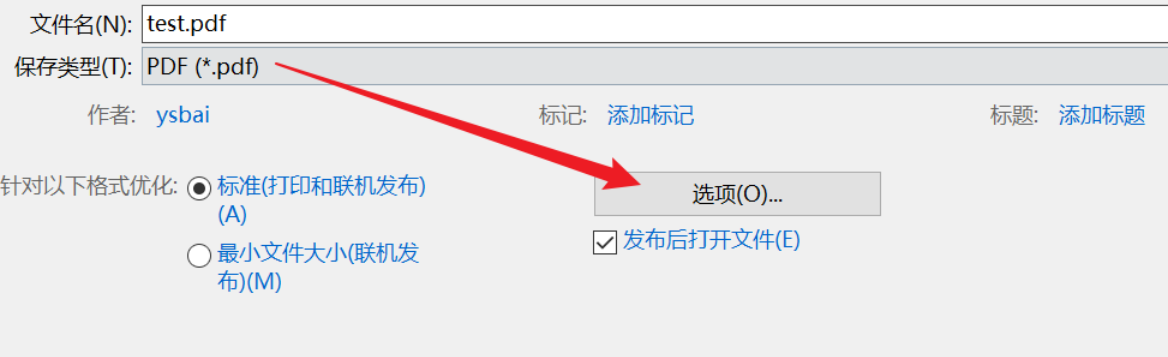 文件名(N): test.pdf
保存类型(T): PDF (*.pdf)
作者: ysbai 标记: 添加标记 标题: 添加标题
针对以下格式优化: 标准(打印和联机发布)
(A)
选项(O)...
最小文件大小(联机发
布)(M)
发布后打开文件(E)